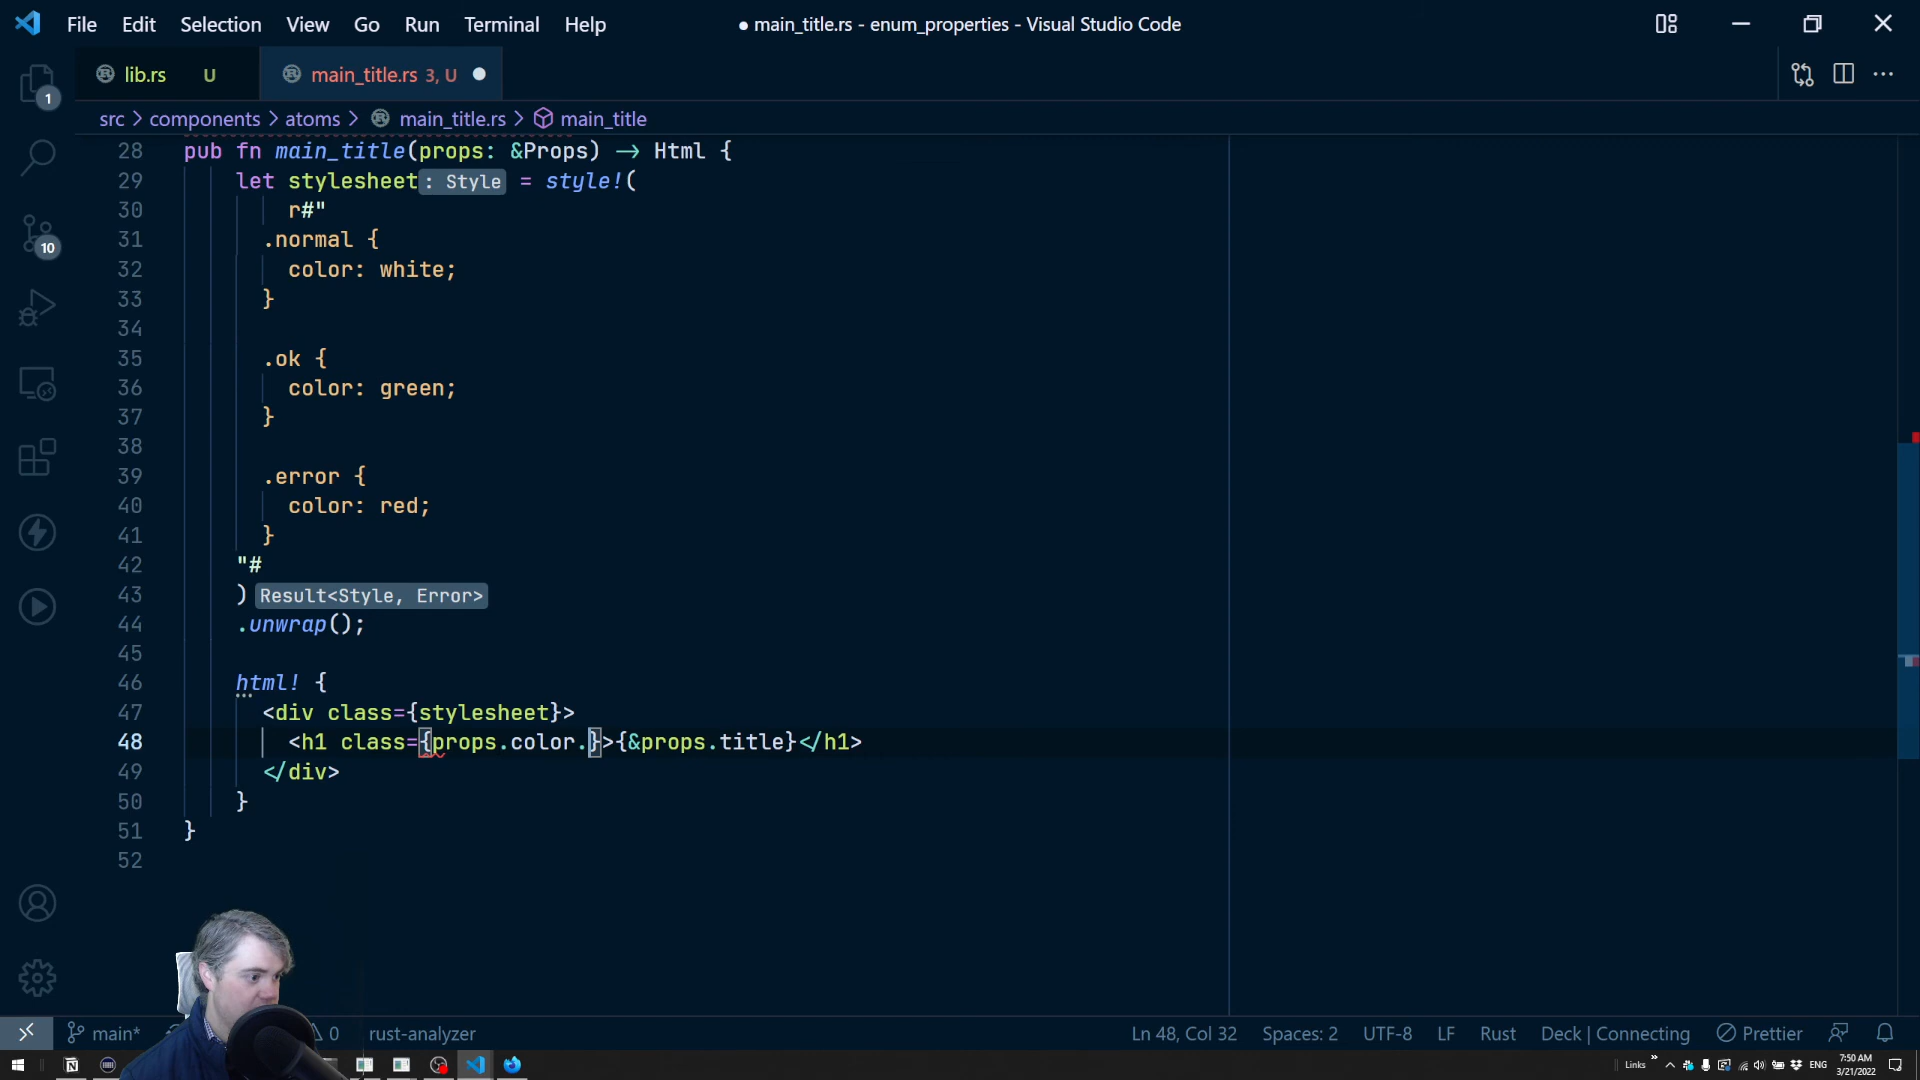 File Edit Selection View Go Run Terminal Help
● main_title.rs - enum_properties - Visual Studio Code
lib.rs U
main_title.rs 3, U ●
src > components > atoms > main_title.rs > main_title
1
10
28 pub fn main_title(props: &Props) → Html {
29 let stylesheet: Style = style!(
30 r#"
31 .normal {
32 color: white;
33 }
34
35 .ok {
36 color: green;
37 }
38
39 .error {
40 color: red;
41 }
42 "#
43 ) Result<Style, Error>
44 .unwrap();
45
46 html! {
47 <div class={stylesheet}>
48 <h1 class={props.color.}>{&props.title}</h1>
49 </div>
50 }
51 }
52
main* 0 rust-analyzer
Ln 48, Col 32 Spaces: 2 UTF-8 LF Rust Deck | Connecting Prettier
Links » ENG 7:50 AM
3/21/2022